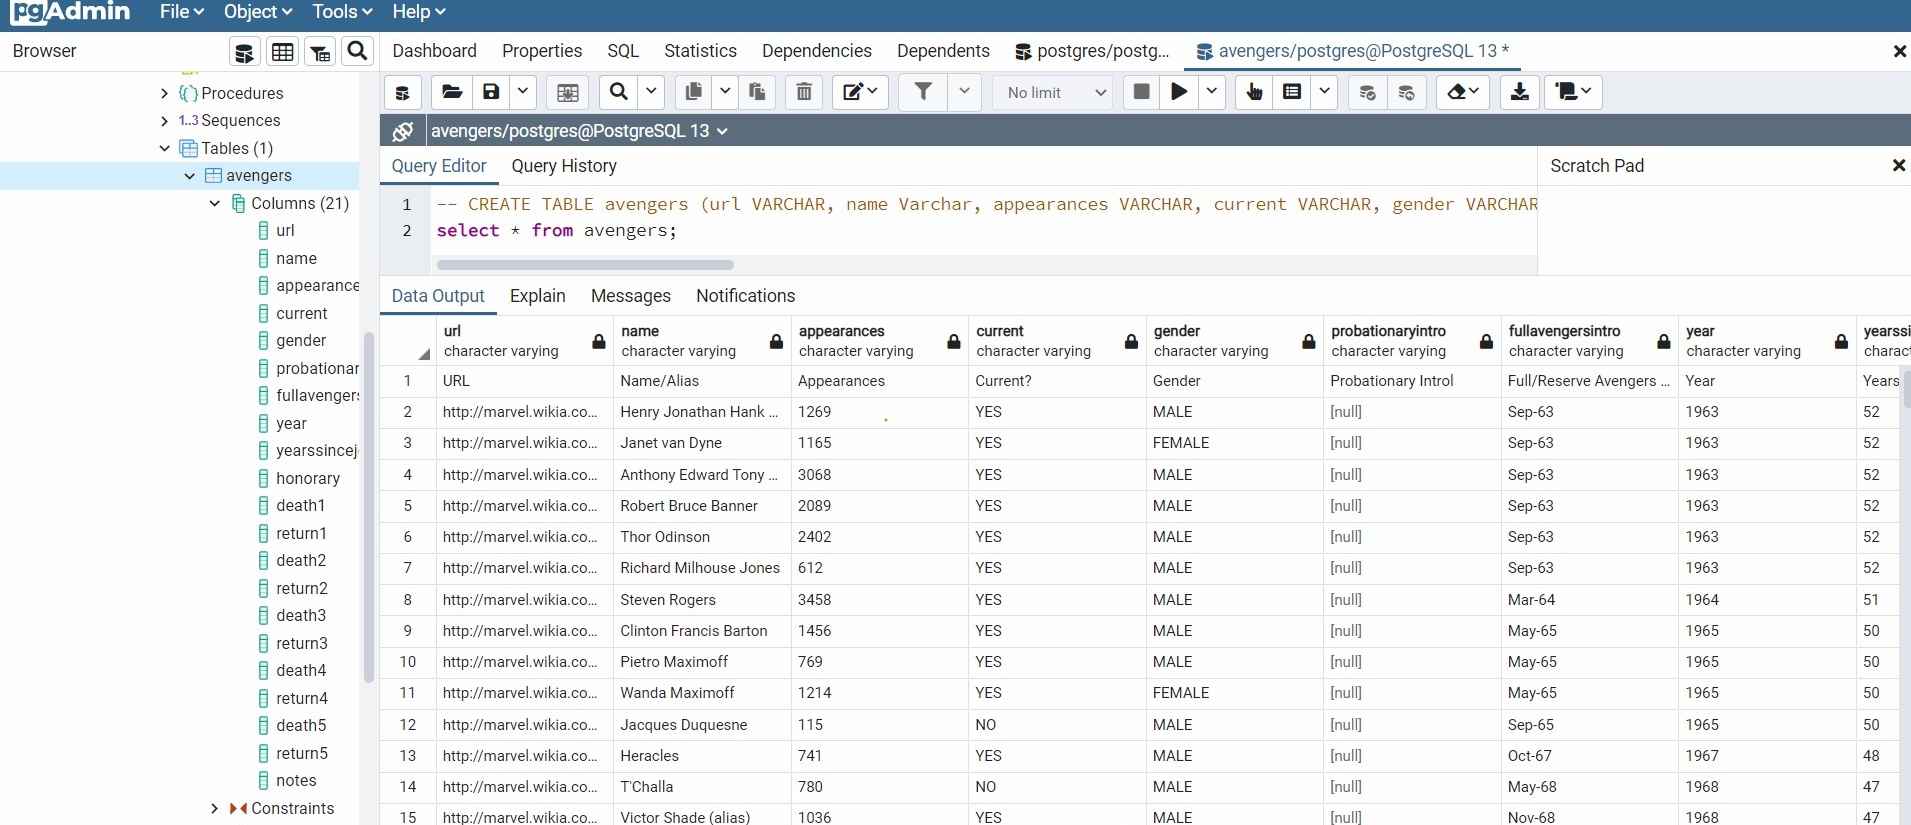 pgAdmin File Object Tools Help
Browser Dashboard Properties SQL Statistics Dependencies Dependents postgres/postg... avengers/postgres@PostgreSQL 13 *
No limit
Procedures
1..3 Sequences
Tables (1)
avengers
Columns (21)
url
name
appearance
current
gender
probationar
fullavengers
year
yearssincej
honorary
death1
return1
death2
return2
death3
return3
death4
return4
death5
return5
notes
Constraints
avengers/postgres@PostgreSQL 13
Query Editor Query History Scratch Pad
1 -- CREATE TABLE avengers (url VARCHAR, name Varchar, appearances VARCHAR, current VARCHAR, gender VARCHAR
2 select * from avengers;
Data Output Explain Messages Notifications
url name appearances current gender probationaryintro fullavengersintro year yearssi
character varying character varying character varying character varying character varying character varying character varying character varying charact
1 URL Name/Alias Appearances Current? Gender Probationary Introl Full/Reserve Avengers ... Year Years
2 http://marvel.wikia.co... Henry Jonathan Hank ... 1269 YES MALE [null] Sep-63 1963 52
3 http://marvel.wikia.co... Janet van Dyne 1165 YES FEMALE [null] Sep-63 1963 52
4 http://marvel.wikia.co... Anthony Edward Tony ... 3068 YES MALE [null] Sep-63 1963 52
5 http://marvel.wikia.co... Robert Bruce Banner 2089 YES MALE [null] Sep-63 1963 52
6 http://marvel.wikia.co... Thor Odinson 2402 YES MALE [null] Sep-63 1963 52
7 http://marvel.wikia.co... Richard Milhouse Jones 612 YES MALE [null] Sep-63 1963 52
8 http://marvel.wikia.co... Steven Rogers 3458 YES MALE [null] Mar-64 1964 51
9 http://marvel.wikia.co... Clinton Francis Barton 1456 YES MALE [null] May-65 1965 50
10 http://marvel.wikia.co... Pietro Maximoff 769 YES MALE [null] May-65 1965 50
11 http://marvel.wikia.co... Wanda Maximoff 1214 YES FEMALE [null] May-65 1965 50
12 http://marvel.wikia.co... Jacques Duquesne 115 NO MALE [null] Sep-65 1965 50
13 http://marvel.wikia.co... Heracles 741 YES MALE [null] Oct-67 1967 48
14 http://marvel.wikia.co... T'Challa 780 NO MALE [null] May-68 1968 47
15 http://marvel.wikia.co... Victor Shade (alias) 1036 YES MALE [null] Nov-68 1968 47